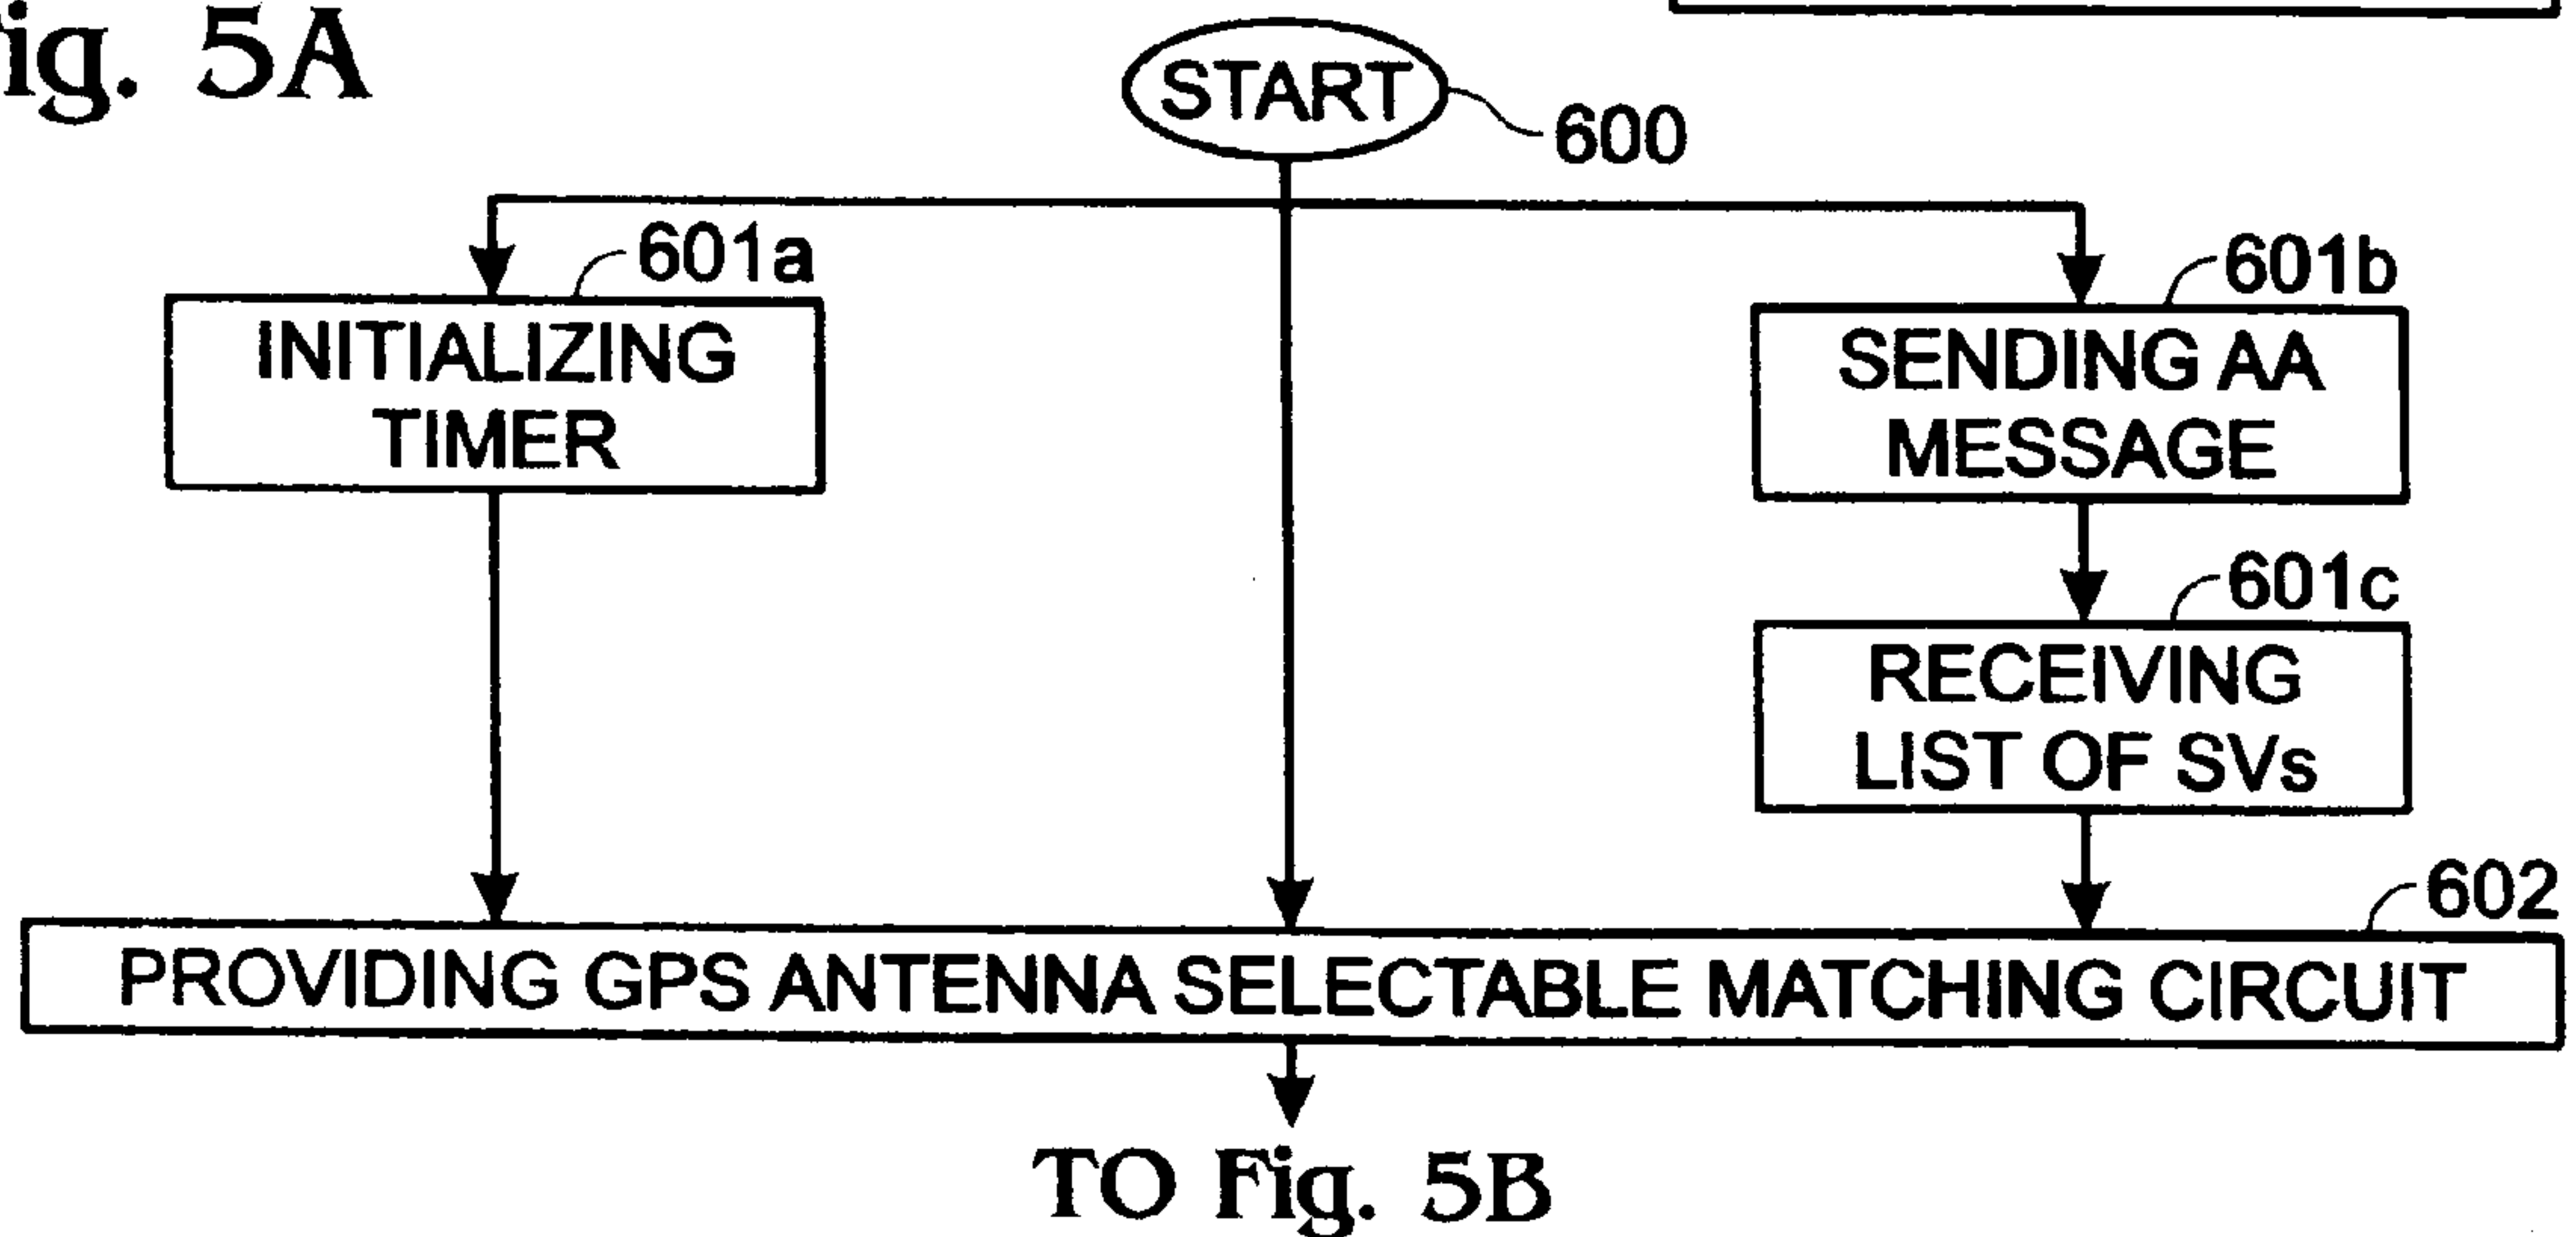 ig. 5A
START
600
601a
601b
INITIALIZING
TIMER
SENDING AA
MESSAGE
601c
RECEIVING
LIST OF SVs
602
PROVIDING GPS ANTENNA SELECTABLE MATCHING CIRCUIT
TO Fig. 5B